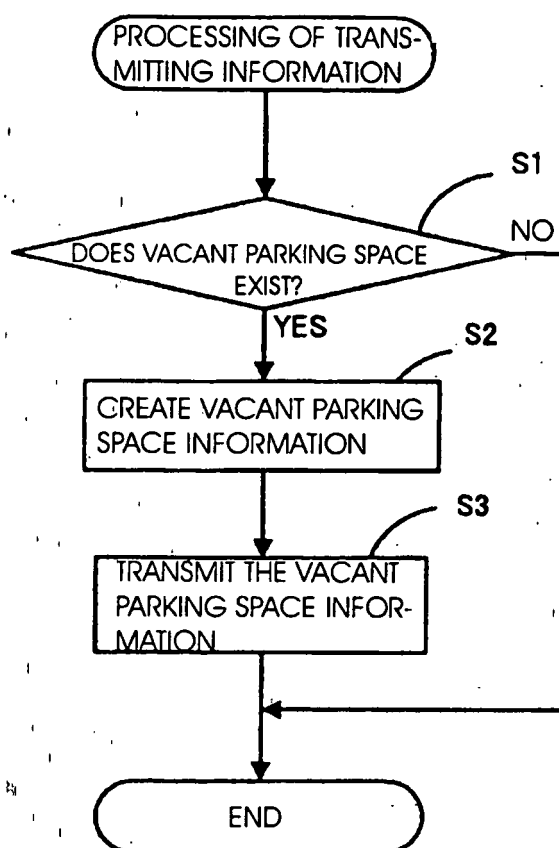 PROCESSING OF TRANS-
MITTING INFORMATION
S1
NO
DOES VACANT PARKING SPACE
EXIST?
YES
S2
CREATE VACANT PARKING
SPACE INFORMATION
S3
TRANSMIT THE VACANT
PARKING SPACE INFOR-
MATION
END